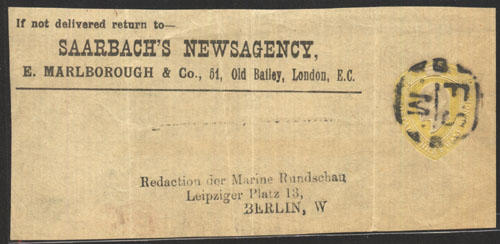 If not delivered return to—
SAARBACH'S NEWSAGENCY,
E. MARLBOROUGH & Co., 51, Old Bailey, London, E.C.
F.S
M
Redaction der Marine Rundschau
Leipziger Platz 13,
BERLIN, W